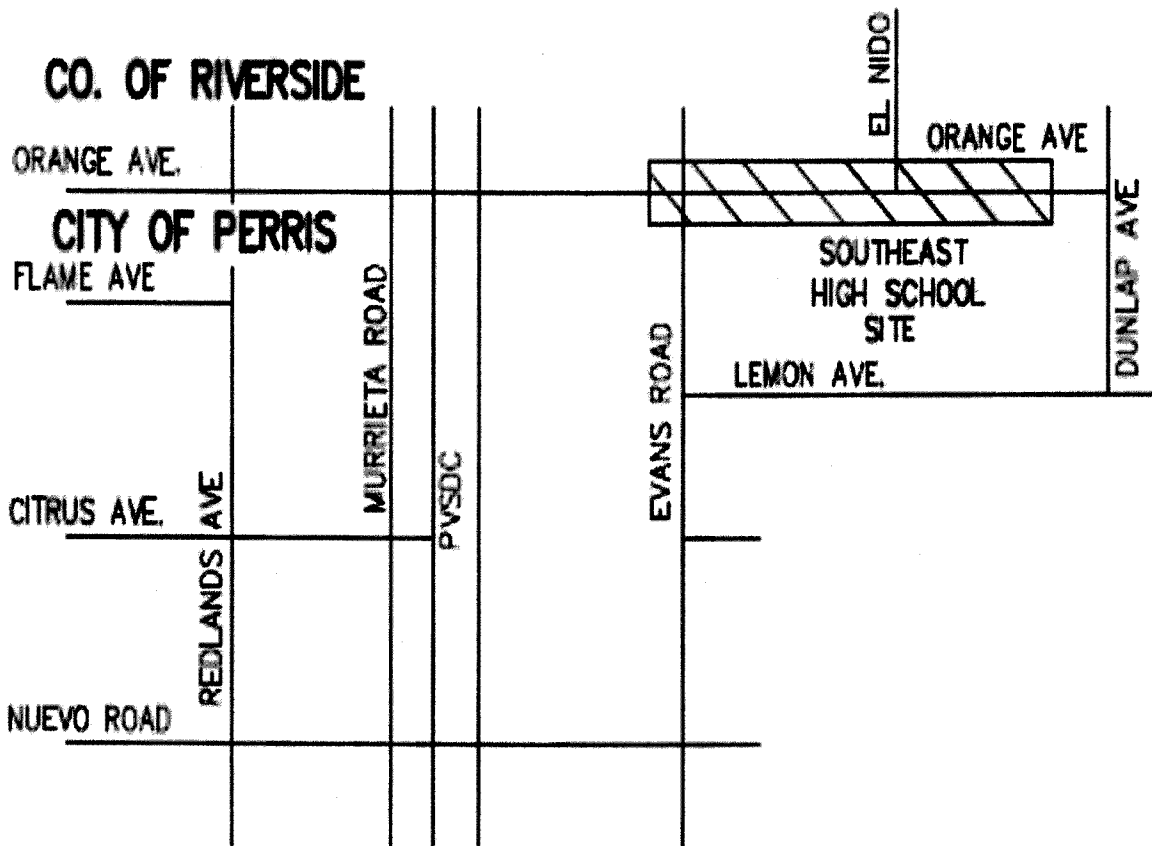 CO. OF RIVERSIDE
EL NIDO
ORANGE AVE.
ORANGE AVE
CITY OF PERRIS
FLAME AVE
SOUTHEAST
HIGH SCHOOL
SITE
DUNLAP AVE
MURRIETA ROAD
EVANS ROAD
LEMON AVE.
CITRUS AVE.
REDLANDS AVE
PVSDC
NUEVO ROAD